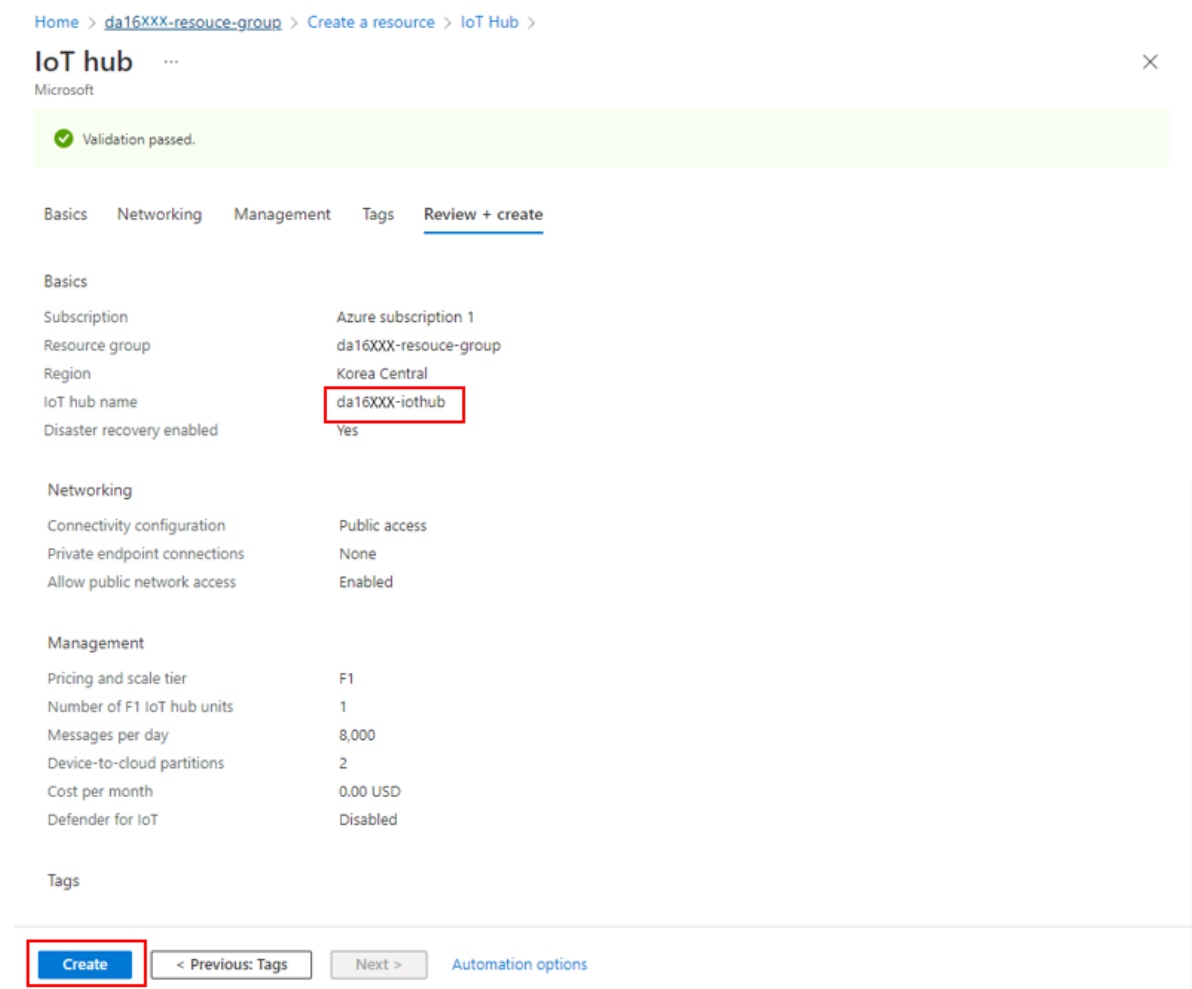 Home > da16XXX-resouce-group > Create a resource > IoT Hub >
IoT hub ...
Microsoft
Validation passed.
Basics Networking Management Tags Review + create
Basics
Subscription Azure subscription 1
Resource group da16XXX-resouce-group
Region Korea Central
IoT hub name da16XXX-iothub
Disaster recovery enabled Yes
Networking
Connectivity configuration Public access
Private endpoint connections None
Allow public network access Enabled
Management
Pricing and scale tier F1
Number of F1 IoT hub units 1
Messages per day 8,000
Device-to-cloud partitions 2
Cost per month 0.00 USD
Defender for IoT Disabled
Tags
Create < Previous: Tags Next > Automation options